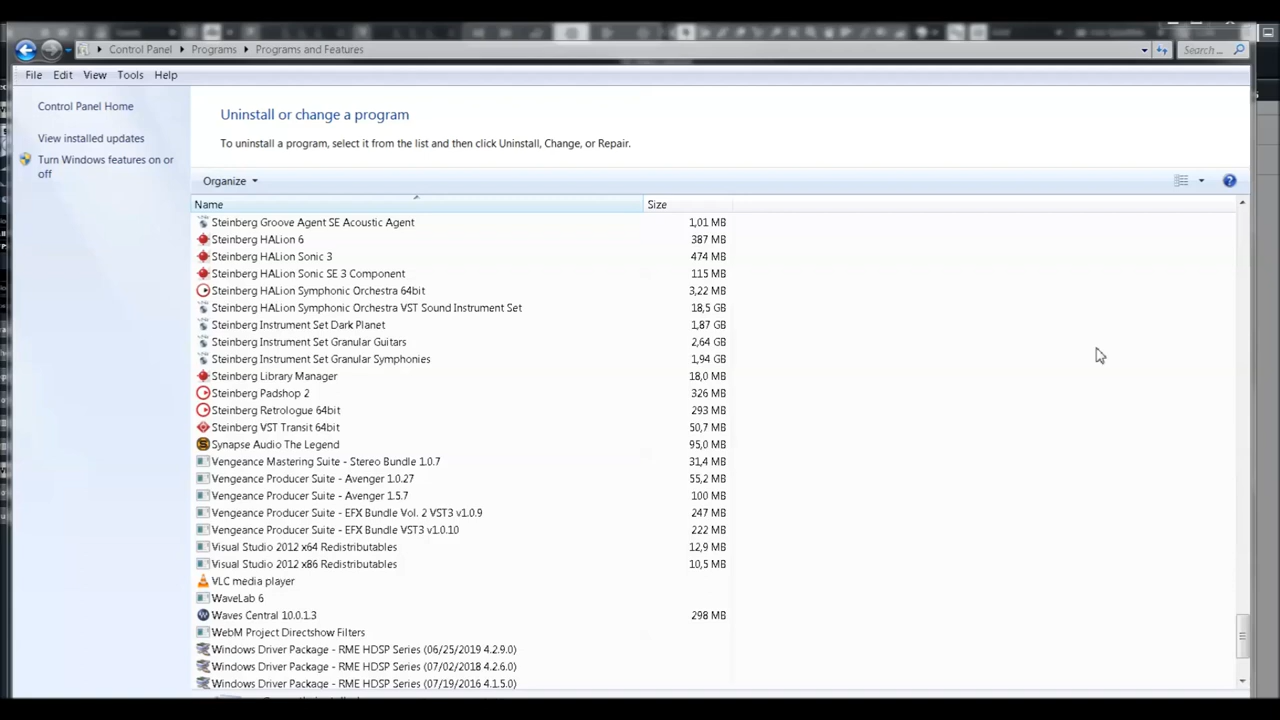 Control Panel Programs Programs and Features Search ...
File Edit View Tools Help
Control Panel Home
View installed updates
Turn Windows features on or
off
Uninstall or change a program
To uninstall a program, select it from the list and then click Uninstall, Change, or Repair.
Organize
Name Size
Steinberg Groove Agent SE Acoustic Agent 1,01 MB
Steinberg HALion 6 387 MB
Steinberg HALion Sonic 3 474 MB
Steinberg HALion Sonic SE 3 Component 115 MB
Steinberg HALion Symphonic Orchestra 64bit 3,22 MB
Steinberg HALion Symphonic Orchestra VST Sound Instrument Set 18,5 GB
Steinberg Instrument Set Dark Planet 1,87 GB
Steinberg Instrument Set Granular Guitars 2,64 GB
Steinberg Instrument Set Granular Symphonies 1,94 GB
Steinberg Library Manager 18,0 MB
Steinberg Padshop 2 326 MB
Steinberg Retrologue 64bit 293 MB
Steinberg VST Transit 64bit 50,7 MB
Synapse Audio The Legend 95,0 MB
Vengeance Mastering Suite - Stereo Bundle 1.0.7 31,4 MB
Vengeance Producer Suite - Avenger 1.0.27 55,2 MB
Vengeance Producer Suite - Avenger 1.5.7 100 MB
Vengeance Producer Suite - EFX Bundle Vol. 2 VST3 v1.0.9 247 MB
Vengeance Producer Suite - EFX Bundle VST3 v1.0.10 222 MB
Visual Studio 2012 x64 Redistributables 12,9 MB
Visual Studio 2012 x86 Redistributables 10,5 MB
VLC media player
WaveLab 6
Waves Central 10.0.1.3 298 MB
WebM Project Directshow Filters
Windows Driver Package - RME HDSP Series (06/25/2019 4.2.9.0)
Windows Driver Package - RME HDSP Series (07/02/2018 4.2.6.0)
Windows Driver Package - RME HDSP Series (07/19/2016 4.1.5.0)